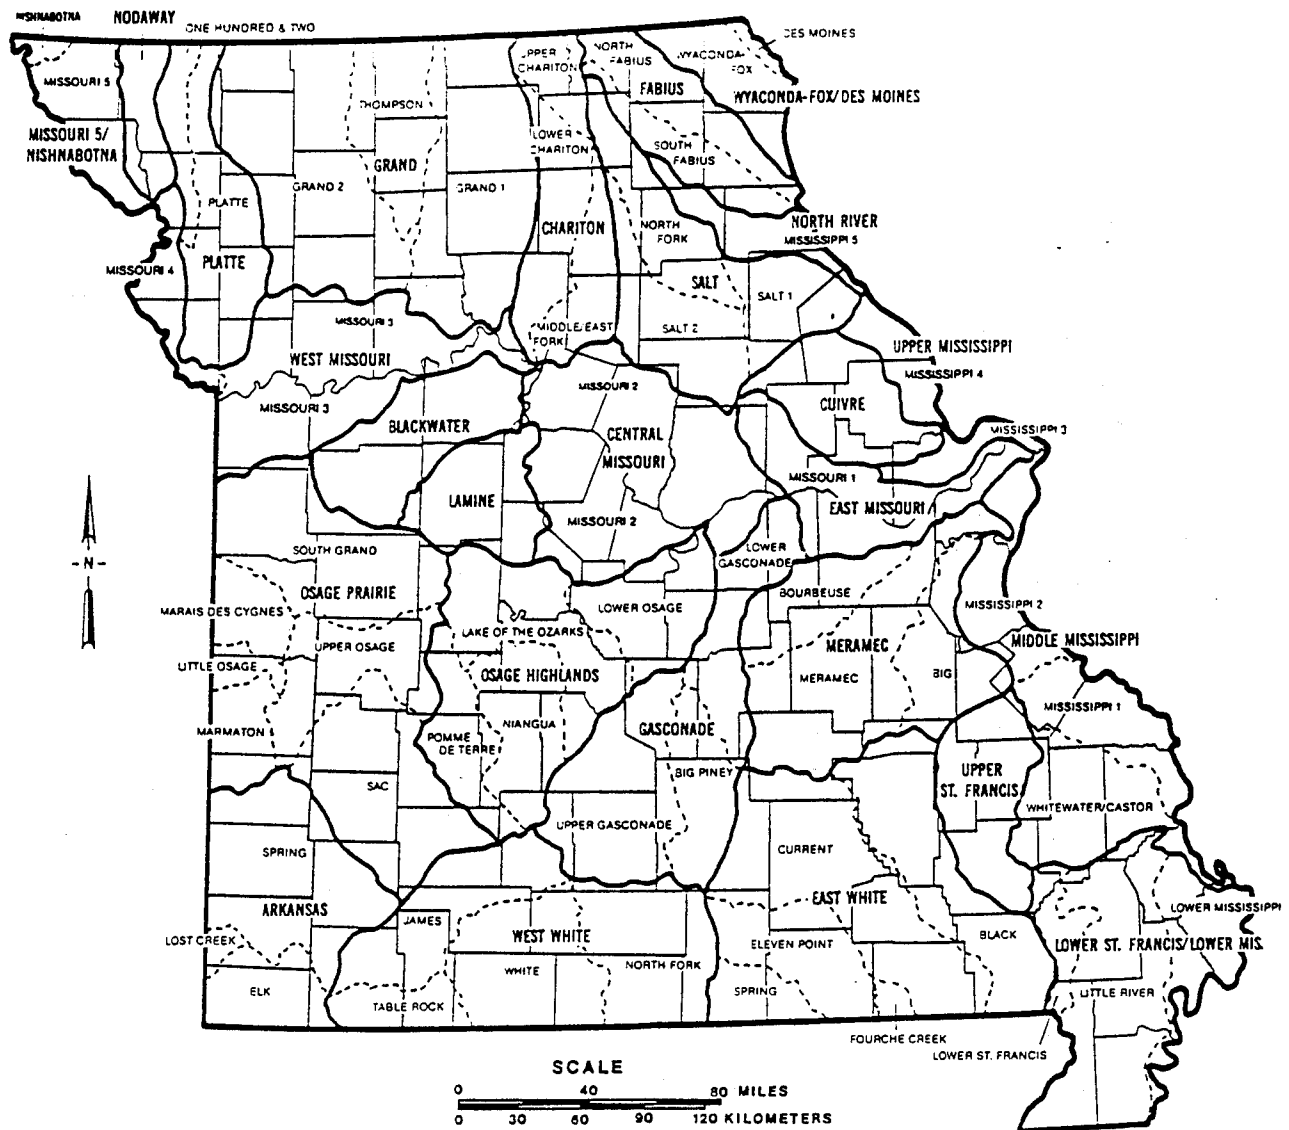 NISHNABOTNA
NODAWAY
ONE HUNDRED & TWO
DES MOINES
UPPER
CHARITON
NORTH
FABIUS
WYACONDA-
FOX
MISSOURI 5
FABIUS
WYACONDA-FOX/DES MOINES
THOMPSON
MISSOURI 5/
NISHNABOTNA
LOWER
CHARITON
SOUTH
FABIUS
GRAND
GRAND 2
GRAND 1
PLATTE
CHARITON
NORTH
FORK
NORTH RIVER
MISSISSIPPI 5
MISSOURI 4
PLATTE
SALT
SALT 1
MISSOURI 3
MIDDLE/EAST
FORK
SALT 2
WEST MISSOURI
UPPER MISSISSIPPI
MISSISSIPPI 4
MISSOURI 2
MISSOURI 3
CUIVRE
BLACKWATER
CENTRAL
MISSOURI
MISSISSIPPI 3
MISSOURI 1
LAMINE
EAST MISSOURI
MISSOURI 2
SOUTH GRAND
LOWER
GASCONADE
-N-
OSAGE PRAIRIE
BOURBEUSE
MARAIS DES CYGNES
LOWER OSAGE
MISSISSIPPI 2
LAKE OF THE OZARKS
MIDDLE MISSISSIPPI
UPPER OSAGE
MERAMEC
LITTLE OSAGE
OSAGE HIGHLANDS
MERAMEC
BIG
MISSISSIPPI 1
MARMATON
NIANGUA
GASCONADE
POMME
DE TERRE
BIG PINEY
UPPER
ST. FRANCIS
SAC
WHITEWATER/CASTOR
UPPER GASCONADE
SPRING
CURRENT
EAST WHITE
ARKANSAS
LOWER MISSISSIPPI
JAMES
WEST WHITE
BLACK
LOST CREEK
ELEVEN POINT
LOWER ST. FRANCIS/LOWER MIS.
WHITE
NORTH FORK
ELK
SPRING
LITTLE RIVER
TABLE ROCK
FOURCHE CREEK
LOWER ST. FRANCIS
SCALE
0 40 80 MILES
0 30 60 90 120 KILOMETERS